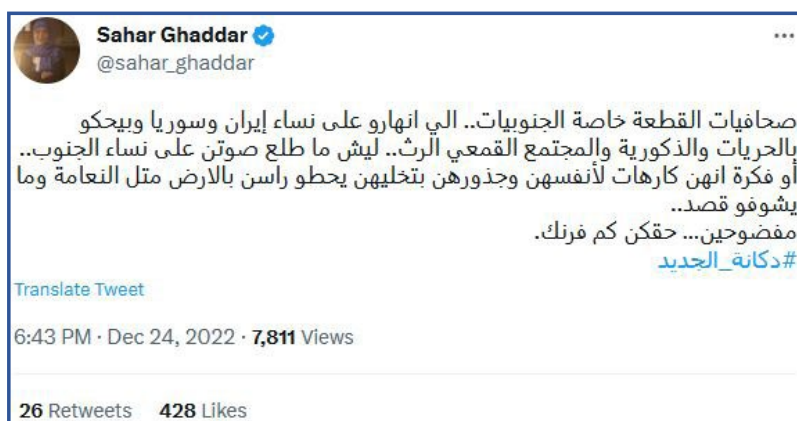 Sahar Ghaddar
@sahar_ghaddar
صحافيات القطعة خاصة الجنوبيات.. الي انهارو على نساء إيران وسوريا وبيحكو
بالحريات والذكورية والمجتمع القمعي الرث.. ليش ما طلع صوتن على نساء الجنوب..
أو فكرة انهن كارهات لأنفسهن وجذورهن بتخليهن يحطو راسن بالارض متل النعامة وما
يشوفو قصد..
مفضوحين... حقكن كم فرنك.
#دكانة_الجديد
Translate Tweet
6:43 PM · Dec 24, 2022 · 7,811 Views
26 Retweets 428 Likes